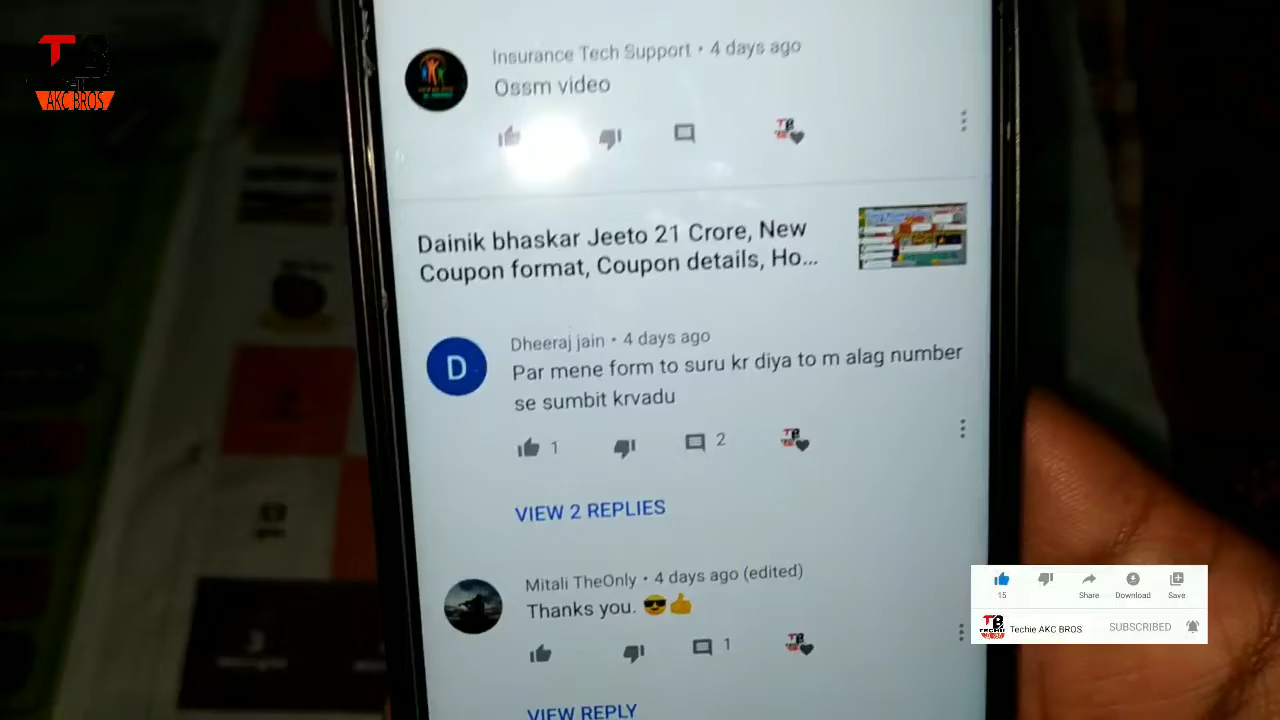 TB
AKC BROS
Insurance Tech Support • 4 days ago
Ossm video
Dainik bhaskar Jeeto 21 Crore, New
Coupon format, Coupon details, Ho...
D
Dheeraj jain • 4 days ago
Par mene form to suru kr diya to m alag number
se sumbit krvadu
1
2
VIEW 2 REPLIES
Mitali TheOnly • 4 days ago (edited)
Thanks you. 😎👍
1
VIEW REPLY
15 Share Download Save
Techie AKC BROS SUBSCRIBED